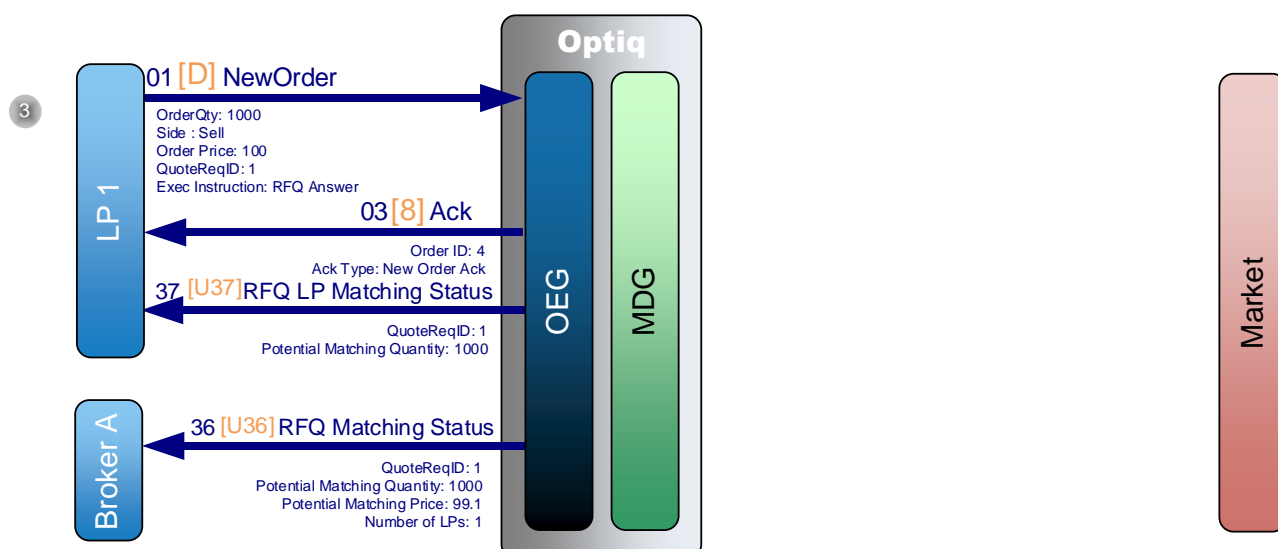 Optiq
3
01 [D] NewOrder
OrderQty: 1000
Side : Sell
Order Price: 100
QuoteReqID: 1
Exec Instruction: RFQ Answer
LP 1
03 [8] Ack
Order ID: 4
Ack Type: New Order Ack
37 [U37] RFQ LP Matching Status
QuoteReqID: 1
Potential Matching Quantity: 1000
OEG
MDG
Market
Broker A
36 [U36] RFQ Matching Status
QuoteReqID: 1
Potential Matching Quantity: 1000
Potential Matching Price: 99.1
Number of LPs: 1